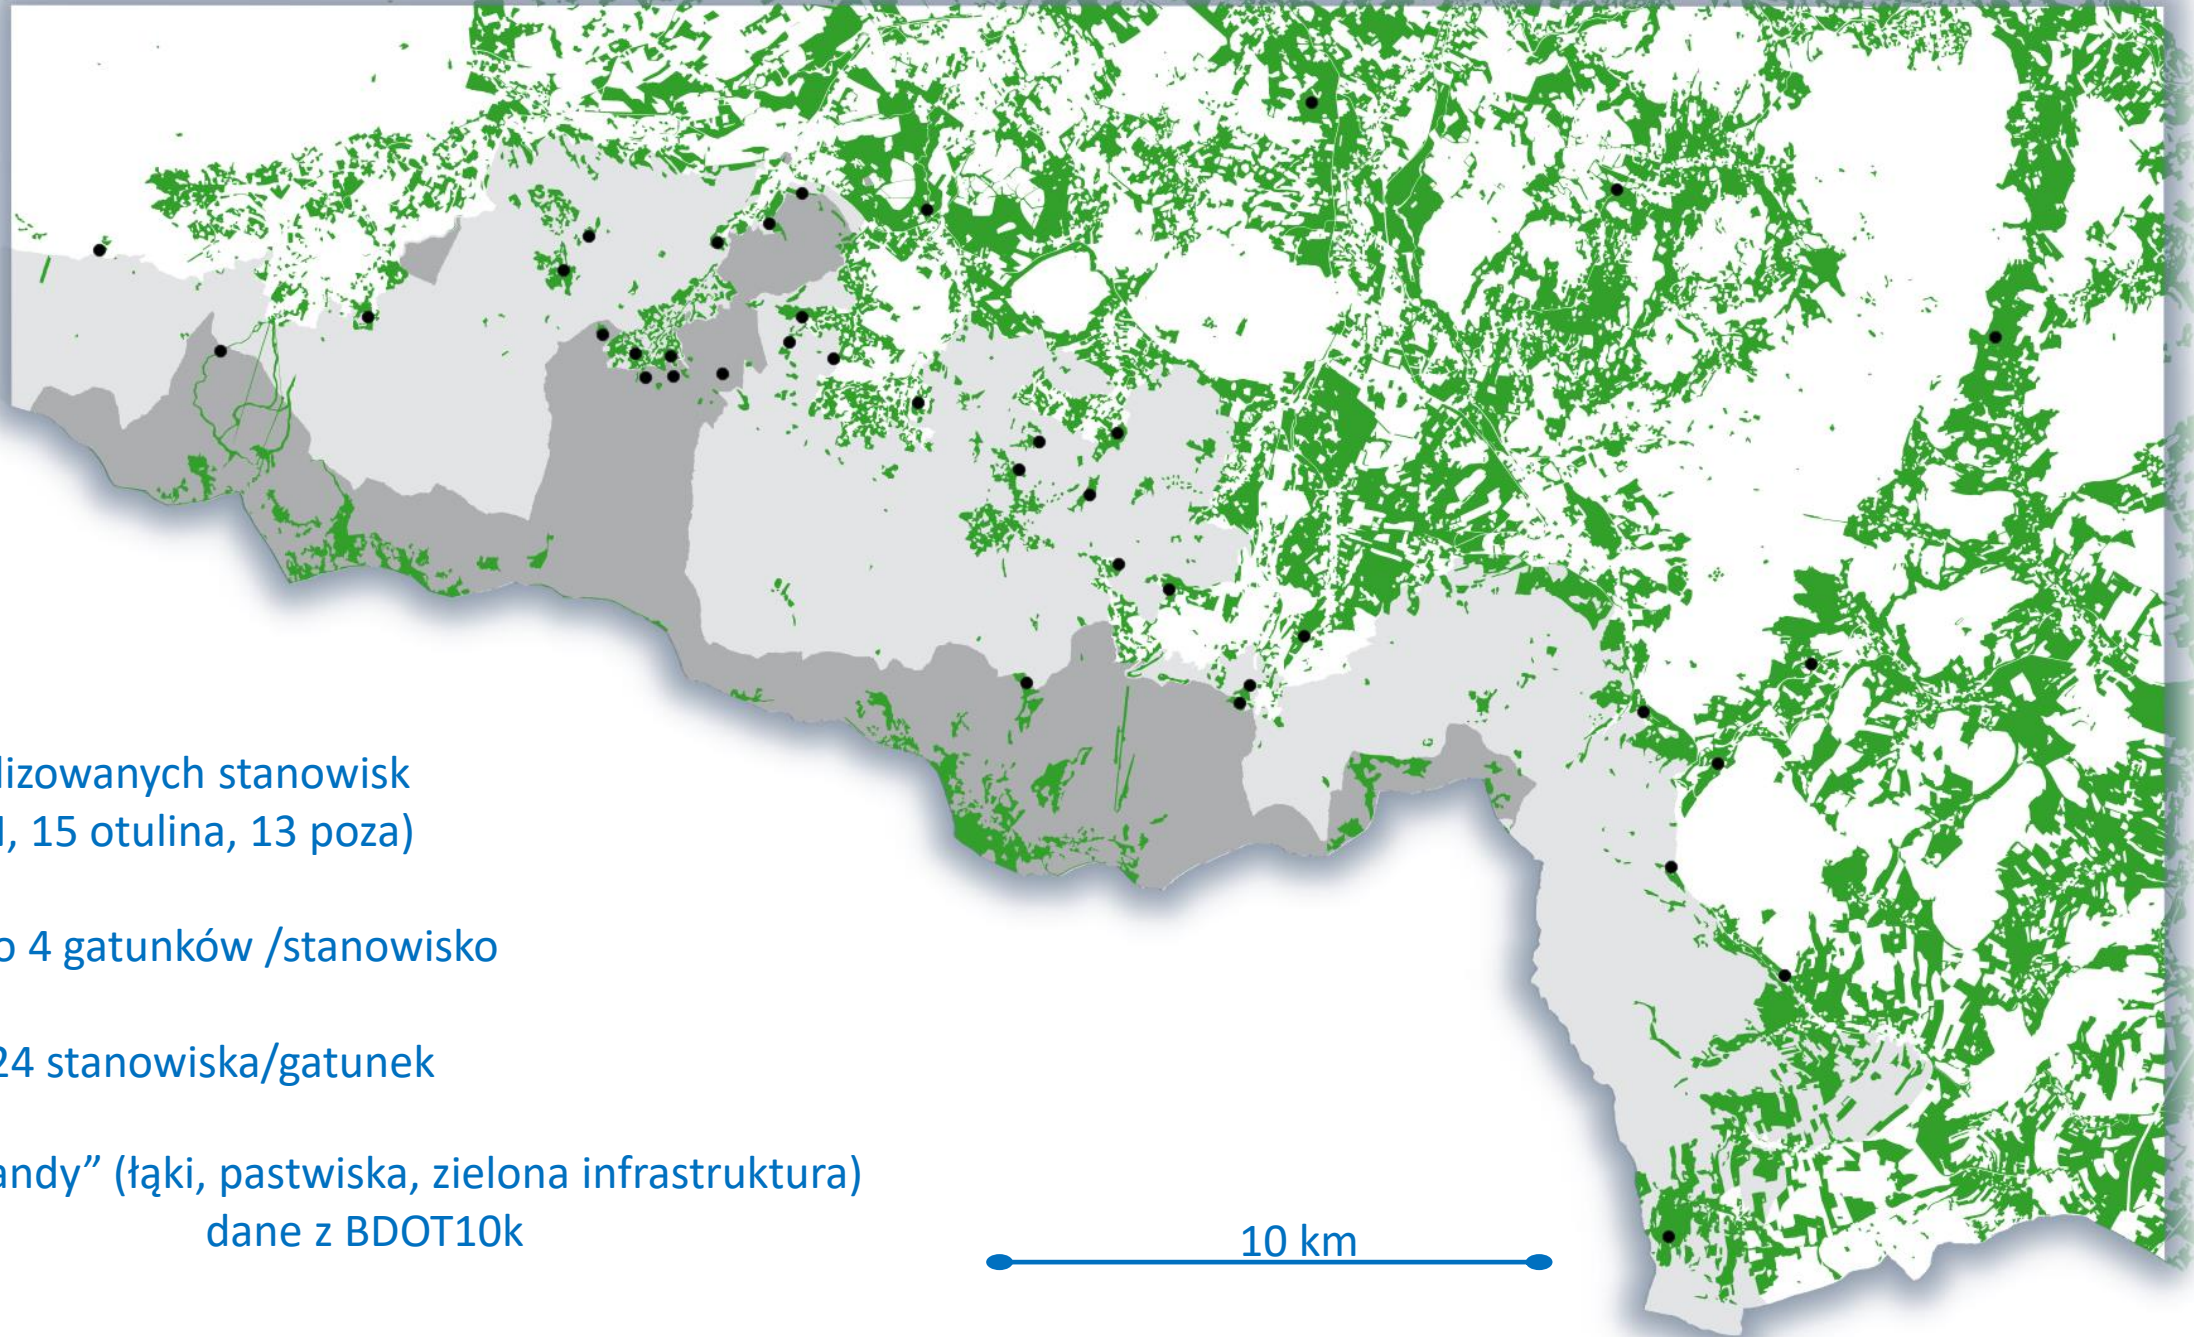 lizowanych stanowisk
, 15 otulina, 13 poza)
o 4 gatunków /stanowisko
24 stanowiska/gatunek
andy” (łąki, pastwiska, zielona infrastruktura)
dane z BDOT10k
10 km